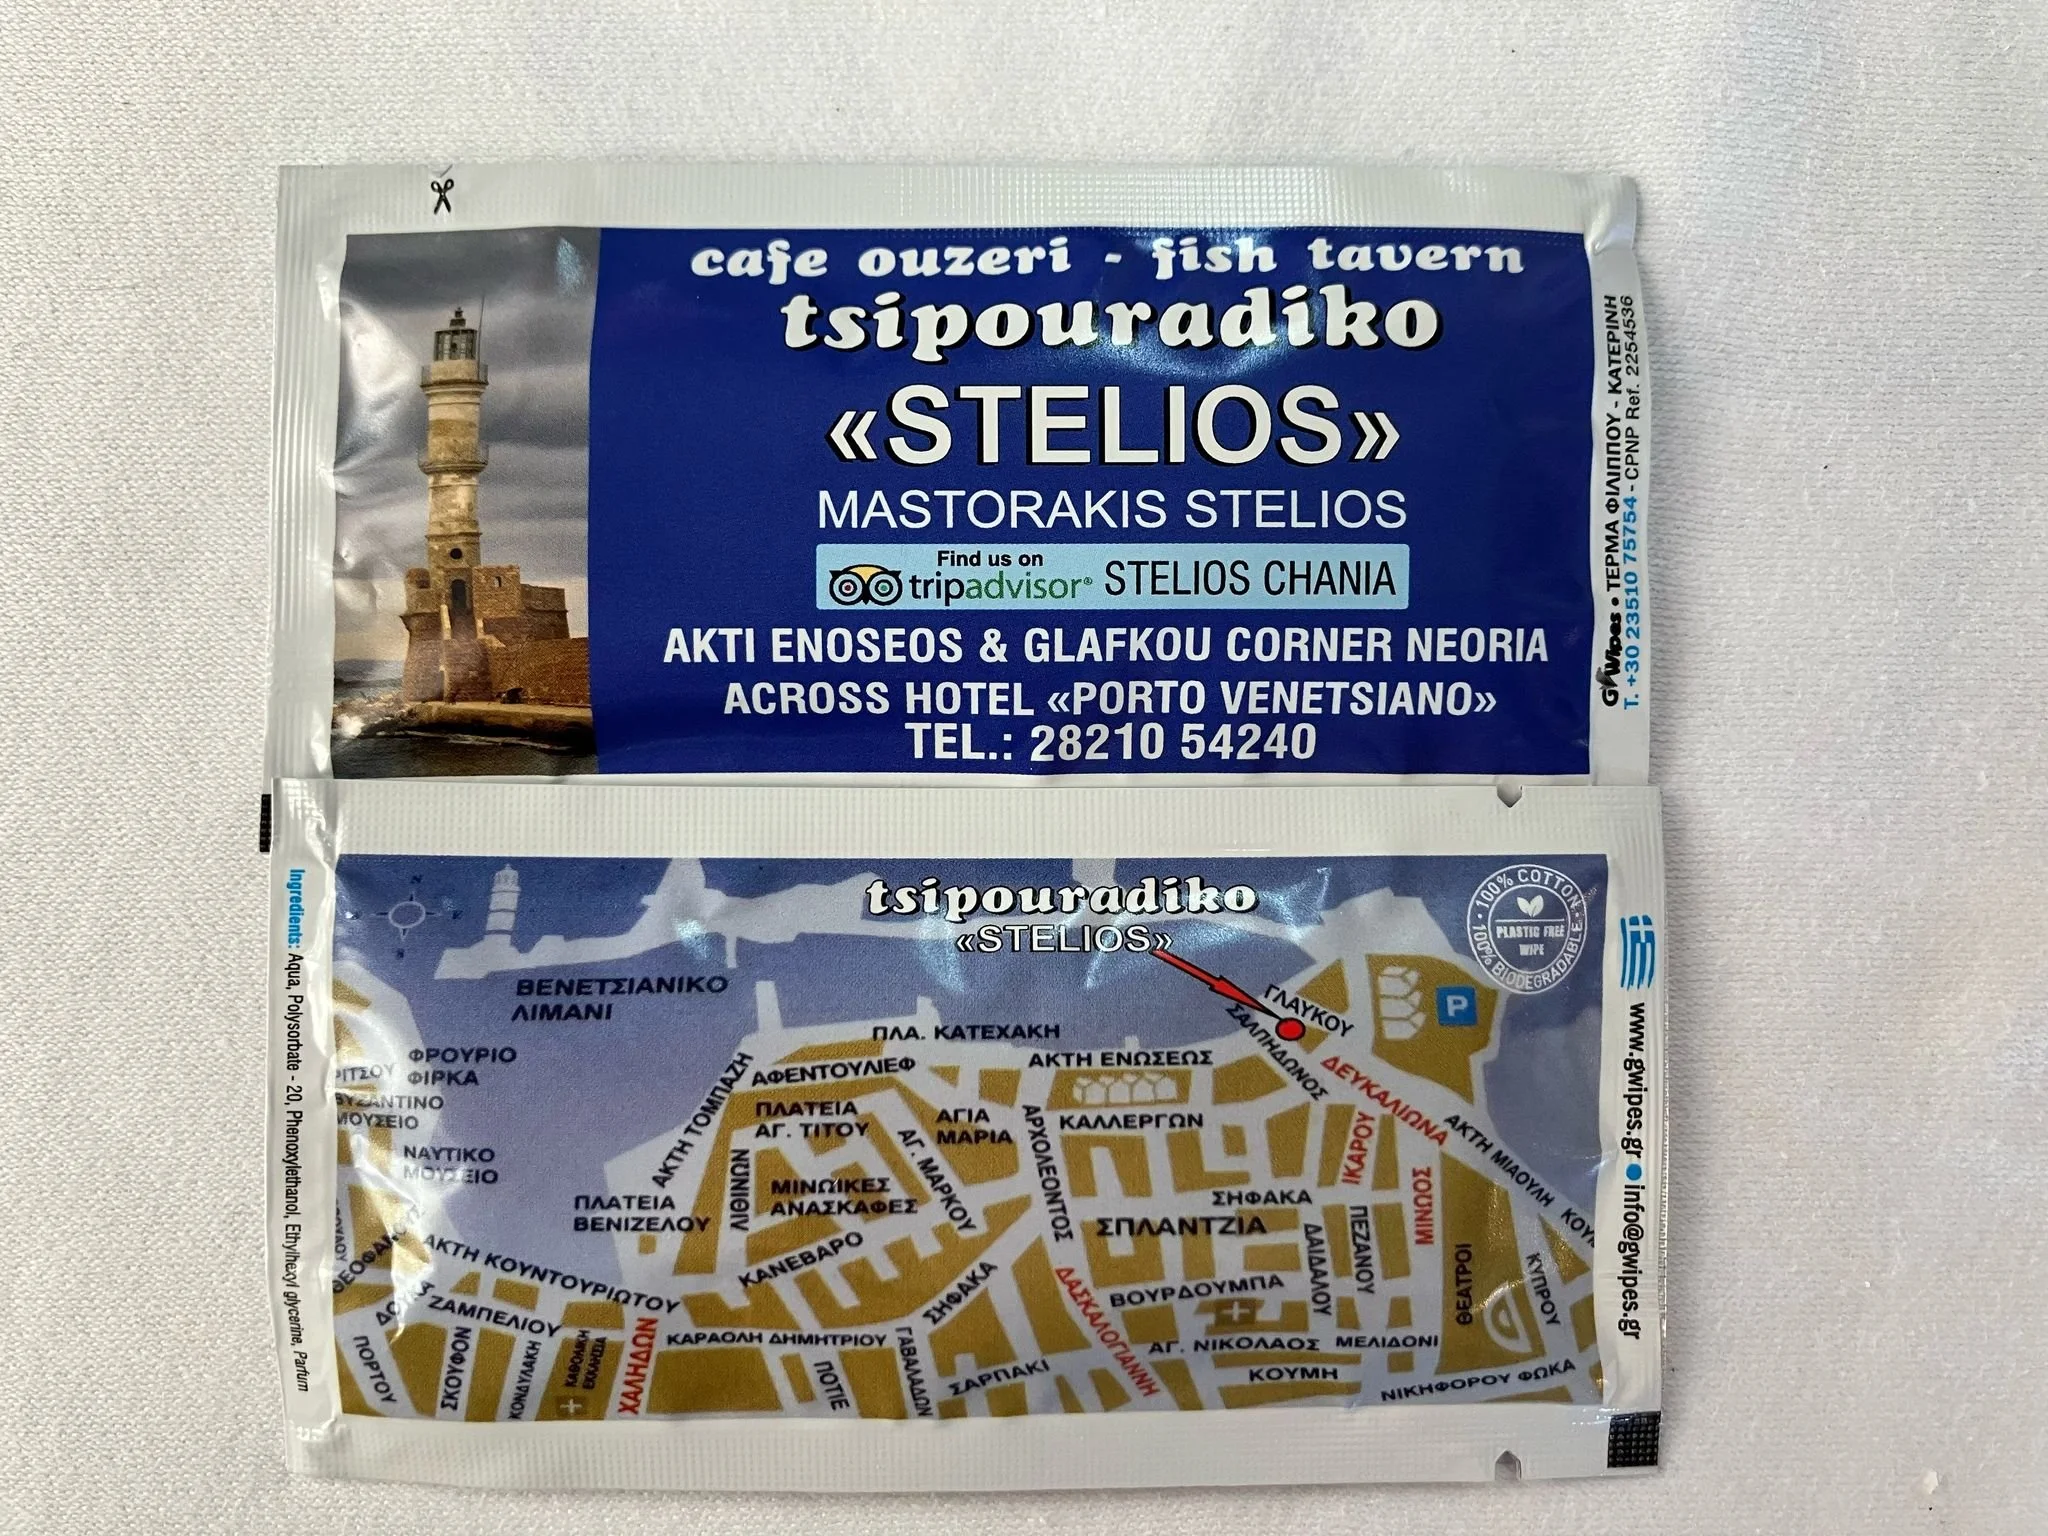 cafe ouzeri - fish tavern
tsipouradiko
«STELIOS»
MASTORAKIS STELIOS
Find us on
tripadvisor® STELIOS CHANIA
AKTI ENOSEOS & GLAFKOU CORNER NEORIA
ACROSS HOTEL «PORTO VENETSIANO»
TEL.: 28210 54240
GWipes • ΤΕΡΜΑ ΦΙΛΙΠΠΟΥ - ΚΑΤΕΡΙΝΗ
T. +30 23510 75754 - CPNP Ref. 2254536
Ingredients: Aqua, Polysorbate - 20, Phenoxylethanol, Ethylhexyl glycerine, Parfum
tsipouradiko
«STELIOS»
100% COTTON
PLASTIC FREE
WIPE
100% BIODEGRADABLE
ΒΕΝΕΤΣΙΑΝΙΚΟ
ΛΙΜΑΝΙ
ΓΛΑΥΚΟΥ
P
ΣΑΛΠΗΔΩΝΟΣ
ΠΛΑ. ΚΑΤΕΧΑΚΗ
ΑΚΤΗ ΕΝΩΣΕΩΣ
ΔΕΥΚΑΛΙΩΝΑ
ΦΡΟΥΡΙΟ
ΦΙΡΚΑ
ΑΦΕΝΤΟΥΛΙΕΦ
ΑΚΤΗ ΤΟΜΠΑΖΗ
ΒΥΖΑΝΤΙΝΟ
ΜΟΥΣΕΙΟ
ΠΛΑΤΕΙΑ
ΑΓ. ΤΙΤΟΥ
ΑΓΙΑ
ΜΑΡΙΑ
ΑΓ. ΜΑΡΚΟΥ
ΑΡΧΟΛΕΟΝΤΟΣ
ΚΑΛΛΕΡΓΩΝ
ΙΚΑΡΟΥ
ΑΚΤΗ ΜΙΑΟΥΛΗ
ΝΑΥΤΙΚΟ
ΜΟΥΣΕΙΟ
ΜΙΝΩΙΚΕΣ
ΑΝΑΣΚΑΦΕΣ
ΜΙΝΩΟΣ
ΠΛΑΤΕΙΑ
ΒΕΝΙΖΕΛΟΥ
ΣΗΦΑΚΑ
ΣΠΛΑΝΤΖΙΑ
ΔΑΙΔΑΛΟΥ
ΠΕΖΑΝΟΥ
ΘΕΑΤΡΟΙ
ΚΥΠΡΟΥ
ΑΚΤΗ ΚΟΥΝΤΟΥΡΙΩΤΟΥ
ΚΑΝΕΒΑΡΟ
ΣΗΦΑΚΑ
ΔΑΣΚΑΛΟΓΙΑΝΝΗ
ΒΟΥΡΔΟΥΜΠΑ
ΖΑΜΠΕΛΙΟΥ
ΠΟΡΤΟΥ
ΣΚΟΥΦΩΝ
ΚΟΝΔΥΛΑΚΗ
ΚΑΘΟΛΙΚΗ
ΕΚΚΛΗΣΙΑ
ΧΑΛΗΔΩΝ
ΚΑΡΑΟΛΗ ΔΗΜΗΤΡΙΟΥ
ΠΟΤΙΕ
ΓΑΒΑΛΑΔΩΝ
ΣΑΡΠΑΚΙ
ΑΓ. ΝΙΚΟΛΑΟΣ
ΜΕΛΙΔΟΝΙ
ΚΟΥΜΗ
ΝΙΚΗΦΟΡΟΥ ΦΩΚΑ
www.gwipes.gr • info@gwipes.gr